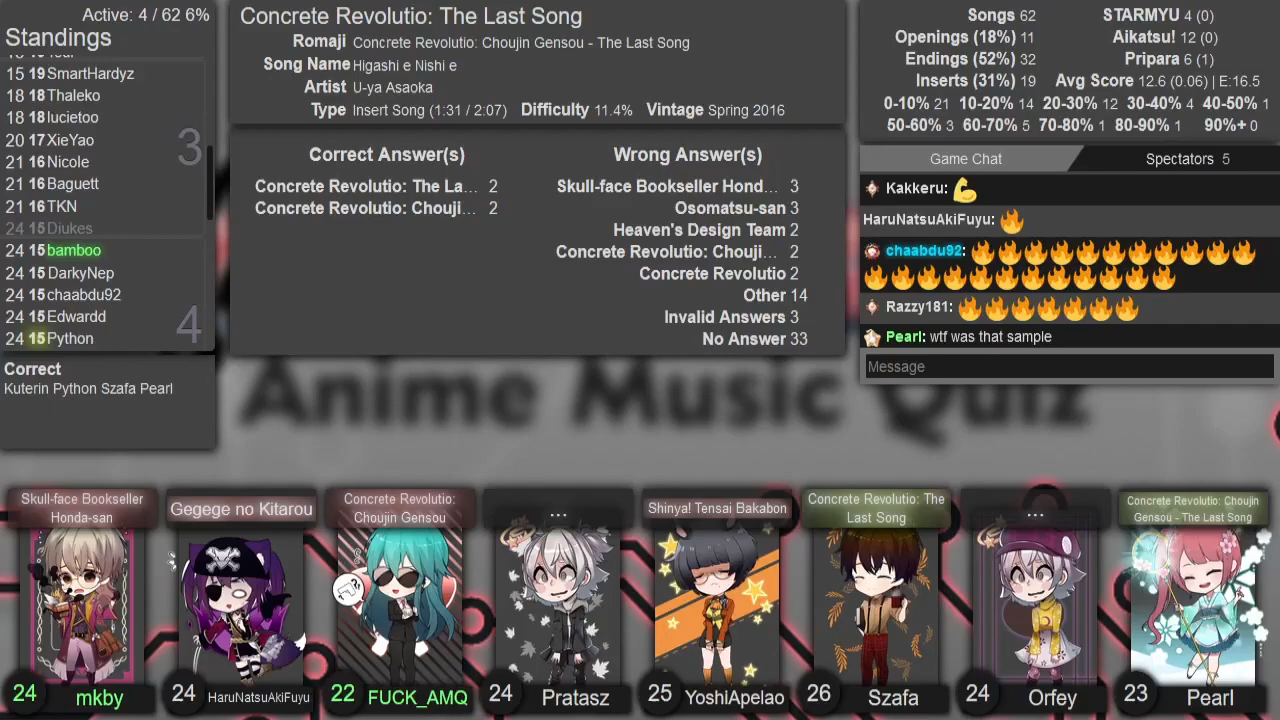 Active: 4 / 62 6%
Standings
15 19 SmartHardyz
18 18 Thaleko
18 18 lucietoo
20 17 XieYao
21 16 Nicole
21 16 Baguett
21 16 TKN
3
24 15 Diukes
24 15 bamboo
24 15 DarkyNep
24 15 chaabdu92
24 15 Edwardd
24 15 Python
4
Correct
Kuterin Python Szafa Pearl
Concrete Revolutio: The Last Song
Romaji Concrete Revolutio: Choujin Gensou - The Last Song
Song Name Higashi e Nishi e
Artist U-ya Asaoka
Type Insert Song (1:31 / 2:07) Difficulty 11.4% Vintage Spring 2016
Correct Answer(s)
Concrete Revolutio: The La... 2
Concrete Revolutio: Chouji... 2
Wrong Answer(s)
Skull-face Bookseller Hond... 3
Osomatsu-san 3
Heaven's Design Team 2
Concrete Revolutio: Chouji... 2
Concrete Revolutio 2
Other 14
Invalid Answers 3
No Answer 33
Songs 62 STARMYU 4 (0)
Openings (18%) 11 Aikatsu! 12 (0)
Endings (52%) 32 Pripara 6 (1)
Inserts (31%) 19 Avg Score 12.6 (0.06) | E:16.5
0-10% 21 10-20% 14 20-30% 12 30-40% 4 40-50% 1
50-60% 3 60-70% 5 70-80% 1 80-90% 1 90%+ 0
Game Chat Spectators 5
Kakkeru:
HaruNatsuAkiFuyu:
chaabdu92:
Razzy181:
Pearl: wtf was that sample
Message
Anime Music Quiz
Skull-face Bookseller
Honda-san
Gegege no Kitarou
Concrete Revolutio:
Choujin Gensou
...
Shinya! Tensai Bakabon
Concrete Revolutio: The
Last Song
...
Concrete Revolutio: Choujin
Gensou - The Last Song
24 mkby
24 HaruNatsuAkiFuyu
22 FUCK_AMQ
24 Pratasz
25 YoshiApelao
26 Szafa
24 Orfey
23 Pearl